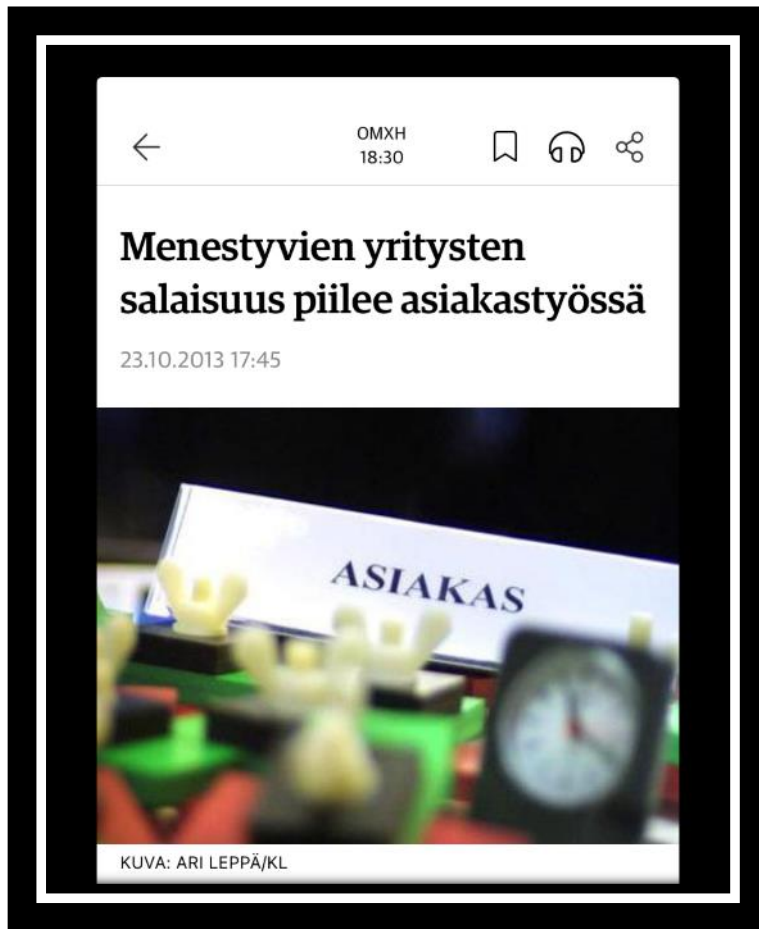 OMXH
18:30
Menestyvien yritysten
salaisuus piilee asiakastyössä
23.10.2013 17:45
ASIAKAS
KUVA: ARI LEPPÄ/KL